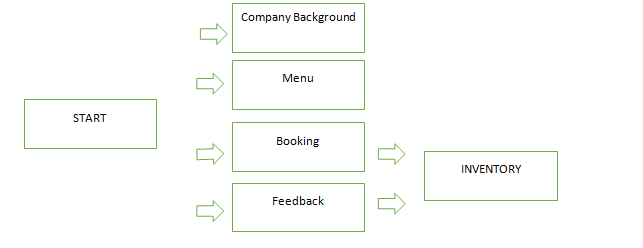 Company Background
Menu
START
Booking
INVENTORY
Feedback